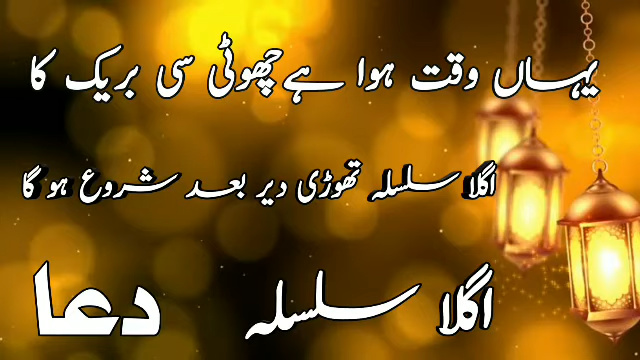 یہاں وقت ہوا ہے چھوٹی سی بریک کا
اگلا سلسلہ تھوڑی دیر بعد شروع ہو گا
اگلا سلسلہ دعا